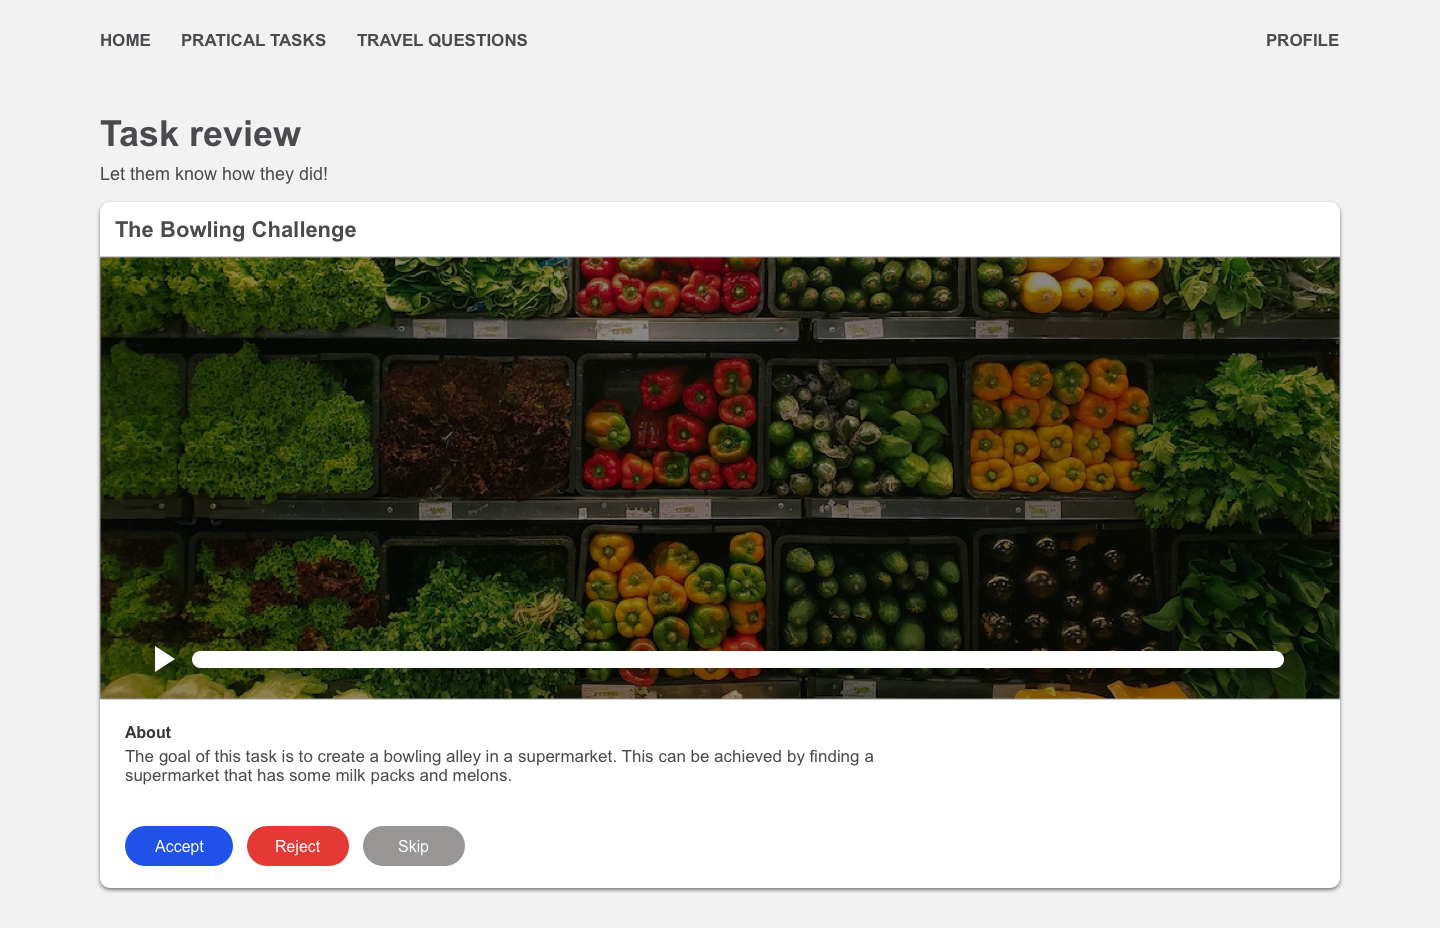 HOME PRATICAL TASKS TRAVEL QUESTIONS PROFILE
Task review
Let them know how they did!
The Bowling Challenge
About
The goal of this task is to create a bowling alley in a supermarket. This can be achieved by finding a
supermarket that has some milk packs and melons.
Accept Reject Skip